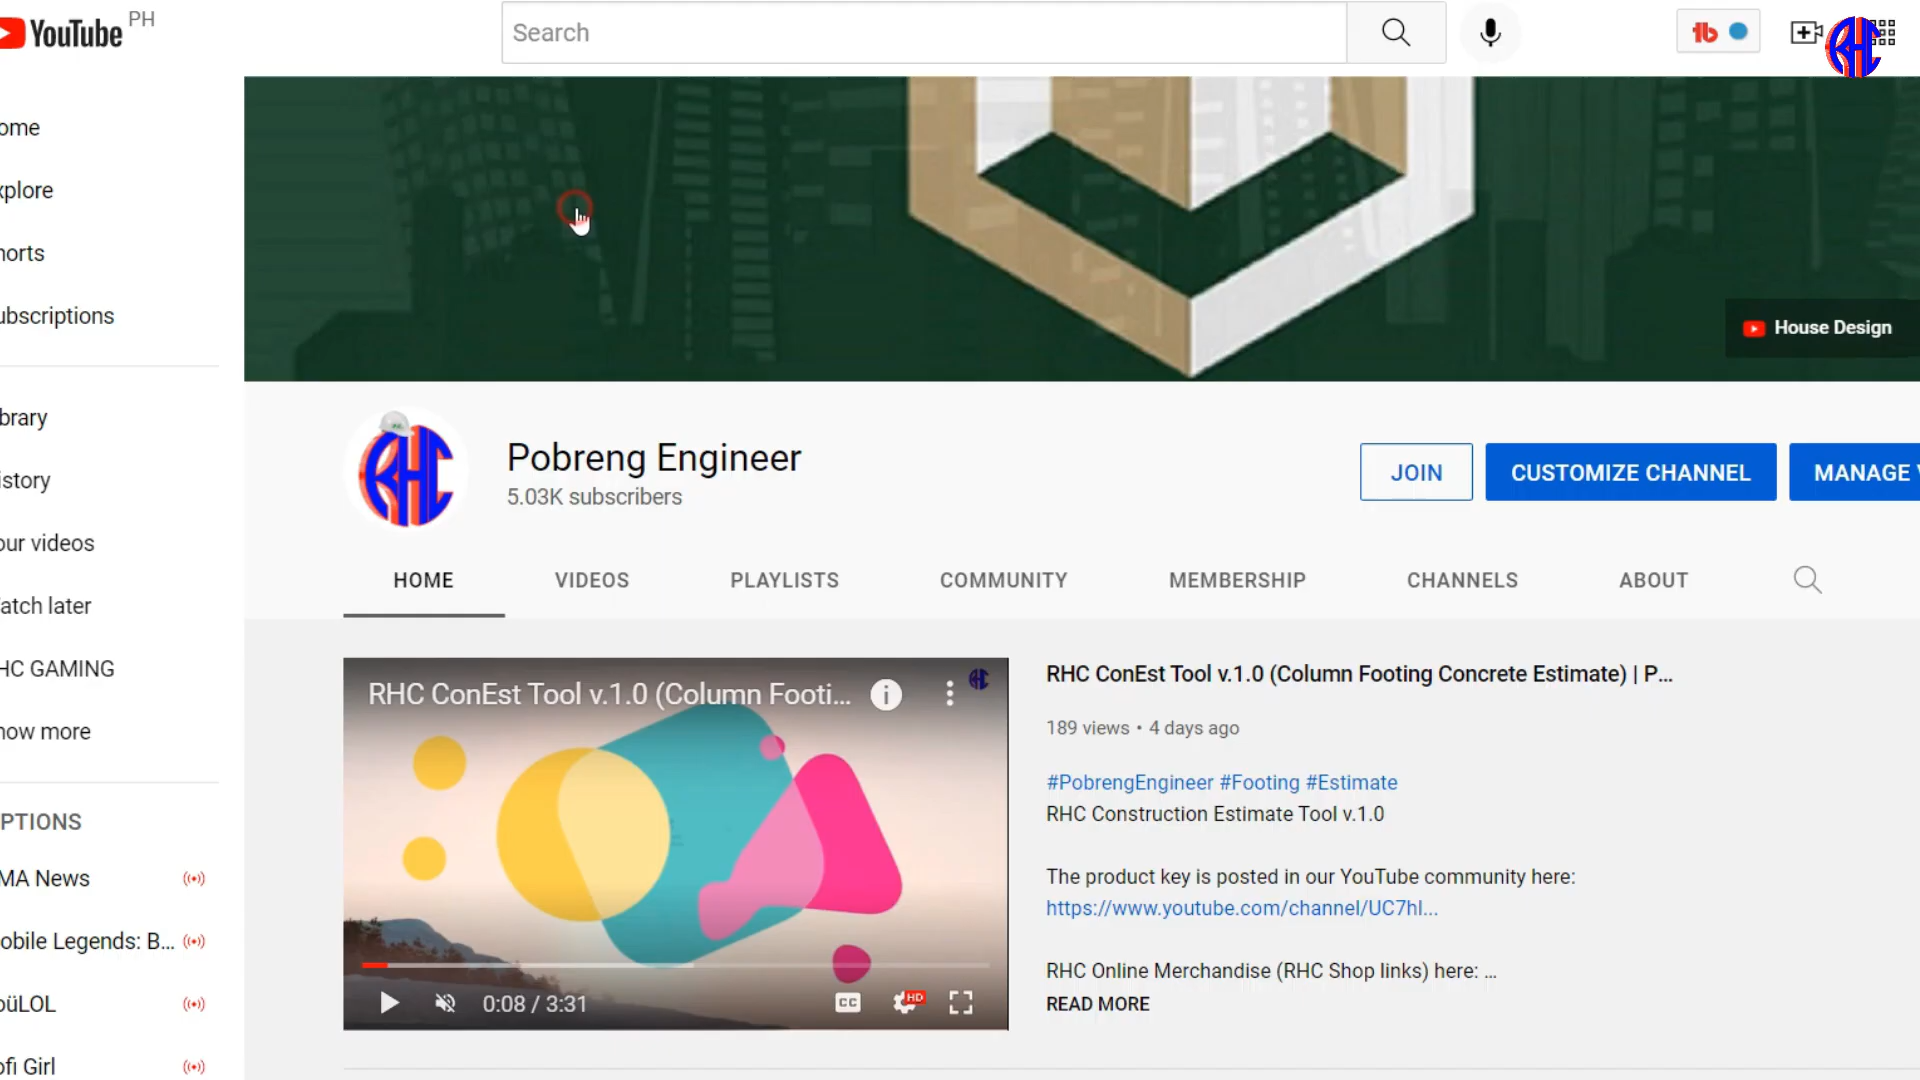 YouTube PH
Search
ome
xplore
horts
ubscriptions
brary
istory
our videos
atch later
HC GAMING
how more
PTIONS
MA News
obile Legends: B...
oüLOL
ofi Girl
House Design
RHC
Pobreng Engineer
5.03K subscribers
JOIN
CUSTOMIZE CHANNEL
MANAGE V
HOME
VIDEOS
PLAYLISTS
COMMUNITY
MEMBERSHIP
CHANNELS
ABOUT
RHC ConEst Tool v.1.0 (Column Footi...
0:08 / 3:31
CC
HD
RHC ConEst Tool v.1.0 (Column Footing Concrete Estimate) | P...
189 views • 4 days ago
#PobrengEngineer #Footing #Estimate
RHC Construction Estimate Tool v.1.0
The product key is posted in our YouTube community here:
https://www.youtube.com/channel/UC7hl...
RHC Online Merchandise (RHC Shop links) here: ...
READ MORE